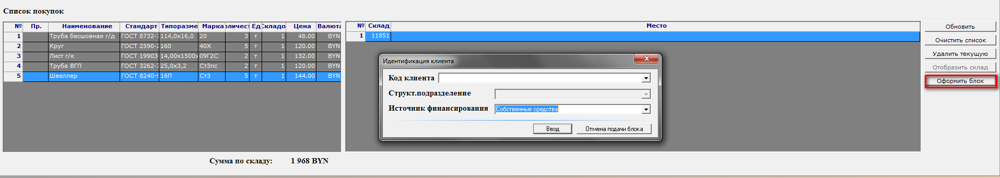 Список покупок
№ Пр. Наименование Стандарт Типоразме Марка оличест Ед Складо Цена Валюта
1 Труба бесшовная г/д ГОСТ 8732-7 114,0x16,0 20 3 т 1 48.00 BYN
2 Круг ГОСТ 2590-2 160 40Х 5 т 1 120.00 BYN
3 Лист г/к ГОСТ 19903- 14,00x1500x 09Г2С 2 т 1 132.00 BYN
4 Труба ВГП ГОСТ 3262-7 25,0x3,2 Ст3пс 2 т 1 120.00 BYN
5 Швеллер ГОСТ 8240-9 16П Ст3 5 т 1 144.00 BYN
Сумма по складу: 1 968 BYN
№ Склад Место
1 11851
Идентификация клиента
Код клиента
Структ.подразделение
Источник финансирования Собственные средства
Ввод Отмена подачи блока
Обновить
Очистить список
Удалить текущую
Отобразить склад
Оформить блок